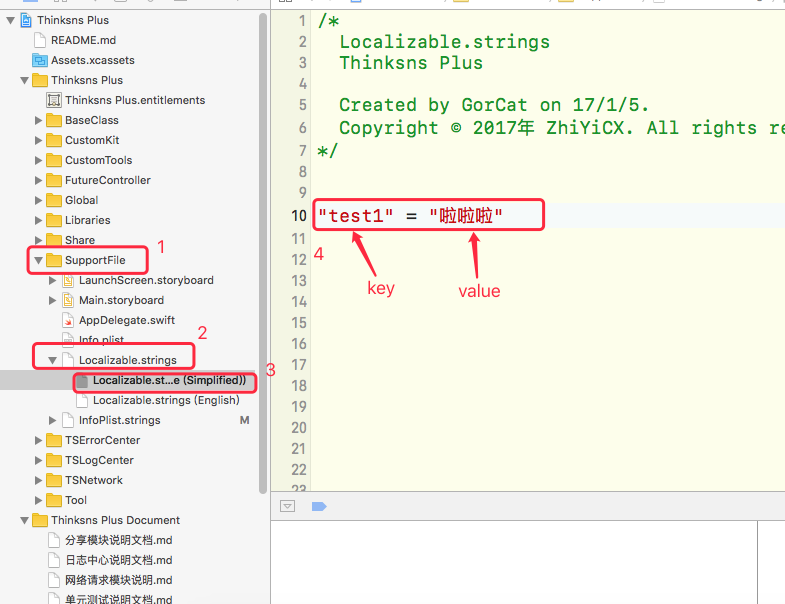 Thinksns Plus
README.md
Assets.xcassets
Thinksns Plus
Thinksns Plus.entitlements
BaseClass
CustomKit
CustomTools
FutureController
Global
Libraries
Share
SupportFile
1
LaunchScreen.storyboard
Main.storyboard
AppDelegate.swift
Info.plist
2
Localizable.strings
3
Localizable.st...e (Simplified))
Localizable.strings (English)
InfoPlist.strings
M
TSErrorCenter
TSLogCenter
TSNetwork
Tool
Thinksns Plus Document
分享模块说明文档.md
日志中心说明文档.md
网络请求模块说明.md
单元测试说明文档.md
1 /*
2 Localizable.strings
3 Thinksns Plus
4
5 Created by GorCat on 17/1/5.
6 Copyright © 2017年 ZhiYiCX. All rights re
7 */
8
9
10 "test1" = "啦啦啦"
11
4
12
13
key
value
14
15
16
17
18
19
20
21
22
23